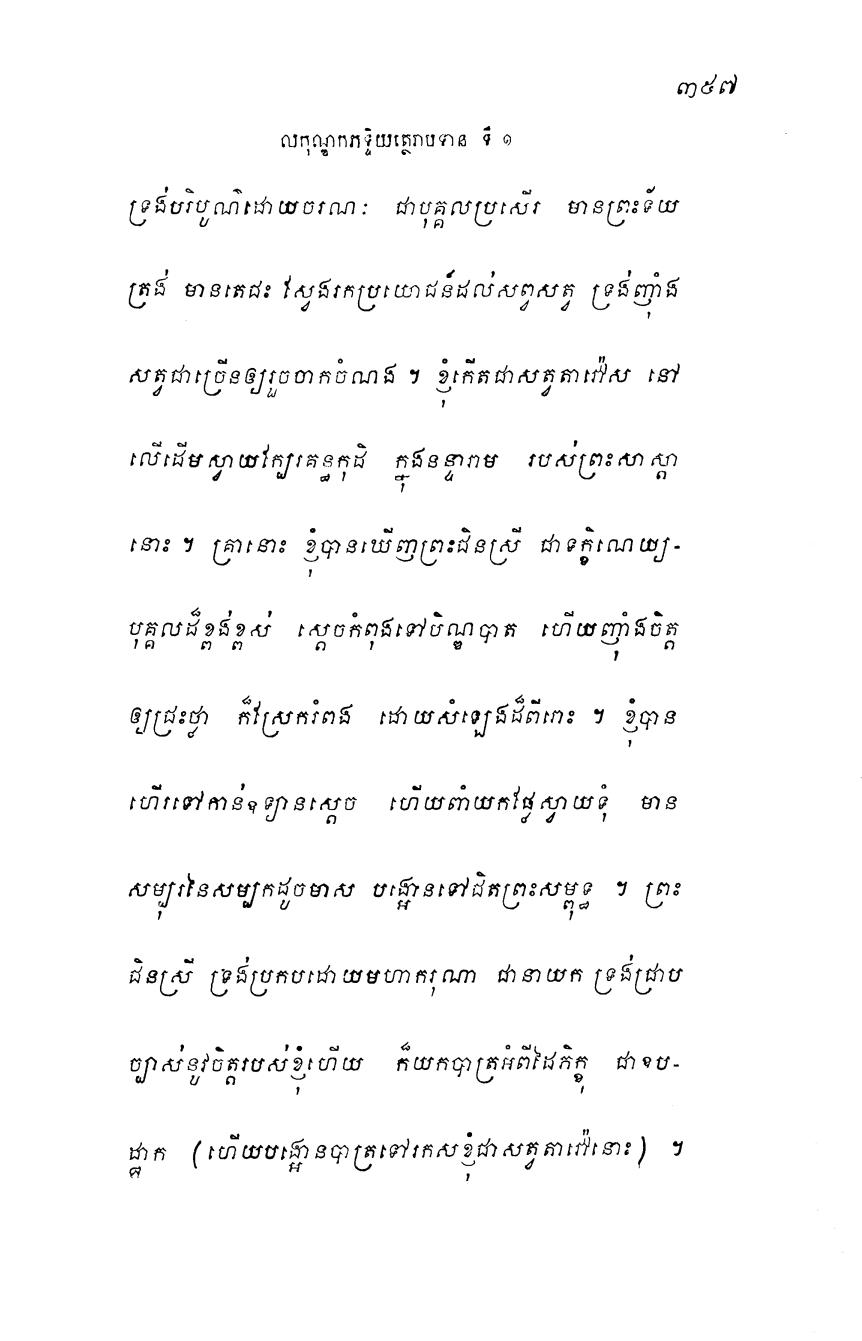 ៣៥៧
លកុណ្ឌកភទ្ទិយត្ថេរាបទាន ទី ១
ទ្រង់បរិបូណ៌ដោយចរណៈ ជាបុគ្គលប្រសើរ មានព្រះទ័យ
ត្រង់ មានតេជះ ស្វែងរកប្រយោជន៍ដល់សព្វសត្វ ទ្រង់ញុំាង
សត្វជាច្រើនឲ្យរួចចាកចំណង ។ ខ្ញុំកើតជាសត្វតាវ៉ៅស នៅ
លើដើមស្វាយក្បែរគន្ធកុដិ ក្នុងនន្ទារាម របស់ព្រះសាស្តា
នោះ ។ គ្រានោះ ខ្ញុំបានឃើញព្រះជិនស្រី ជាទក្ខិណេយ្យ-
បុគ្គលដ៏ខ្ពង់ខ្ពស់ ស្តេចកំពុងទៅបិណ្ឌបាត ហើយញុំាងចិត្ត
ឲ្យជ្រះថ្លា ក៏ស្រែករំពង ដោយសំឡេងដ៏ពីពោះ ។ ខ្ញុំបាន
ហើរទៅកាន់ឧទ្យានស្តេច ហើយពាំយកផ្លែស្វាយទុំ មាន
សម្បុរនៃសម្បកដូចមាស បង្អោនទៅជិតព្រះសម្ពុទ្ធ ។ ព្រះ
ជិនស្រី ទ្រង់ប្រកបដោយមហាករុណា ជានាយក ទ្រង់ជ្រាប
ច្បាស់នូវចិត្តរបស់ខ្ញុំហើយ ក៏យកបាត្រអំពីដៃភិក្ខុ ជាឧប-
ដ្ឋាក (ហើយបង្អោនបាត្រទៅរកសខ្ញុំជាសត្វតាវ៉ៅនោះ) ។